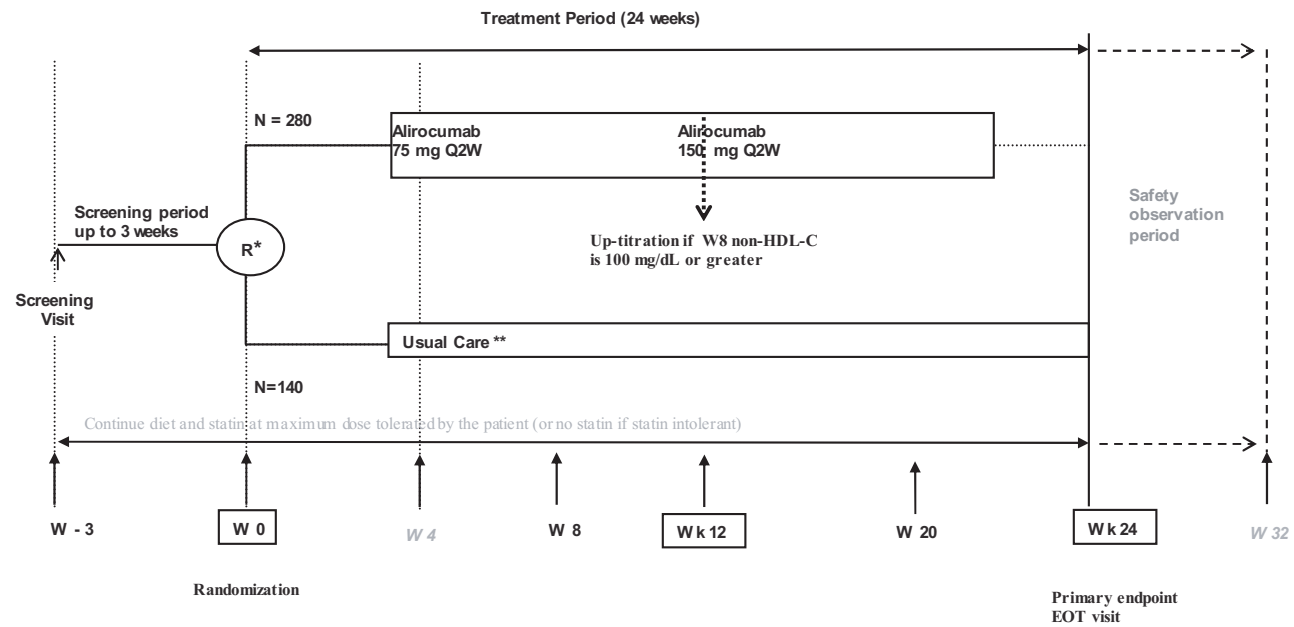 Treatment Period (24 weeks)
N = 280
Alirocumab
75 mg Q2W
Alirocumab
150 mg Q2W
Safety
observation
period
Screening period
up to 3 weeks
R*
Up-titration if W8 non-HDL-C
is 100 mg/dL or greater
Screening
Visit
Usual Care **
N=140
Continue diet and statin at maximum dose tolerated by the patient (or no statin if statin intolerant)
W - 3
W 0
W 4
W 8
Wk 12
W 20
Wk 24
W 32
Randomization
Primary endpoint
EOT visit